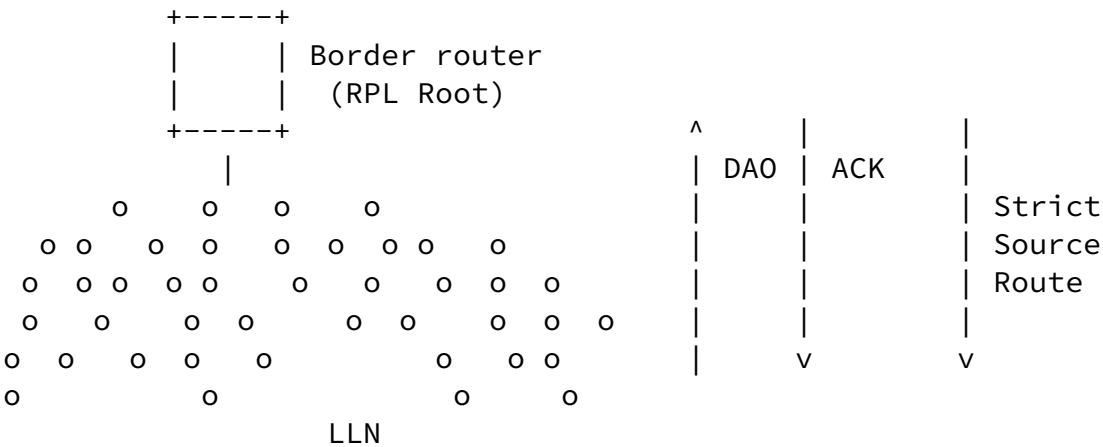 +-----+
|     | Border router
|     |  (RPL Root)
+-----+                      ^     |        |
   |                         | DAO | ACK    |
      o    o   o    o                  |     |        | Strict
  o o   o  o   o  o  o o   o           |     |        | Source
 o  o o  o o    o   o   o  o  o        |     |        | Route
 o   o    o  o     o  o    o  o  o     |     |        |
o  o   o  o   o         o   o o        |     v        v
o          o             o     o
LLN